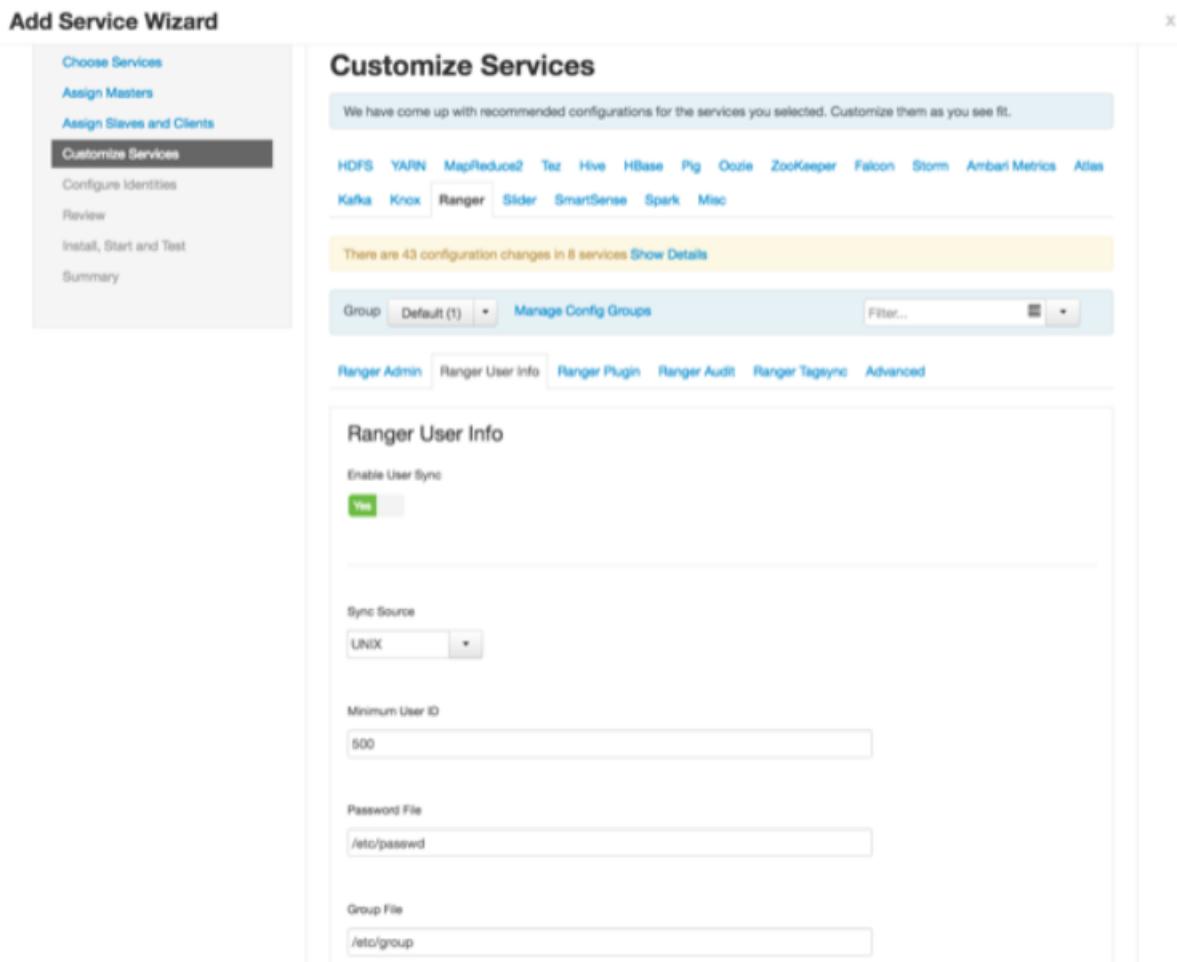 Add Service Wizard
x
Choose Services
Assign Masters
Assign Slaves and Clients
Customize Services
Configure Identities
Review
Install, Start and Test
Summary
Customize Services
We have come up with recommended configurations for the services you selected. Customize them as you see fit.
HDFS YARN MapReduce2 Tez Hive HBase Pig Oozie ZooKeeper Falcon Storm Ambari Metrics Atlas
Kafka Knox Ranger Slider SmartSense Spark Misc
There are 43 configuration changes in 8 services Show Details
Group Default (1) Manage Config Groups Filter...
Ranger Admin Ranger User Info Ranger Plugin Ranger Audit Ranger Tagsync Advanced
Ranger User Info
Enable User Sync
Yes
Sync Source
UNIX
Minimum User ID
500
Password File
/etc/passwd
Group File
/etc/group